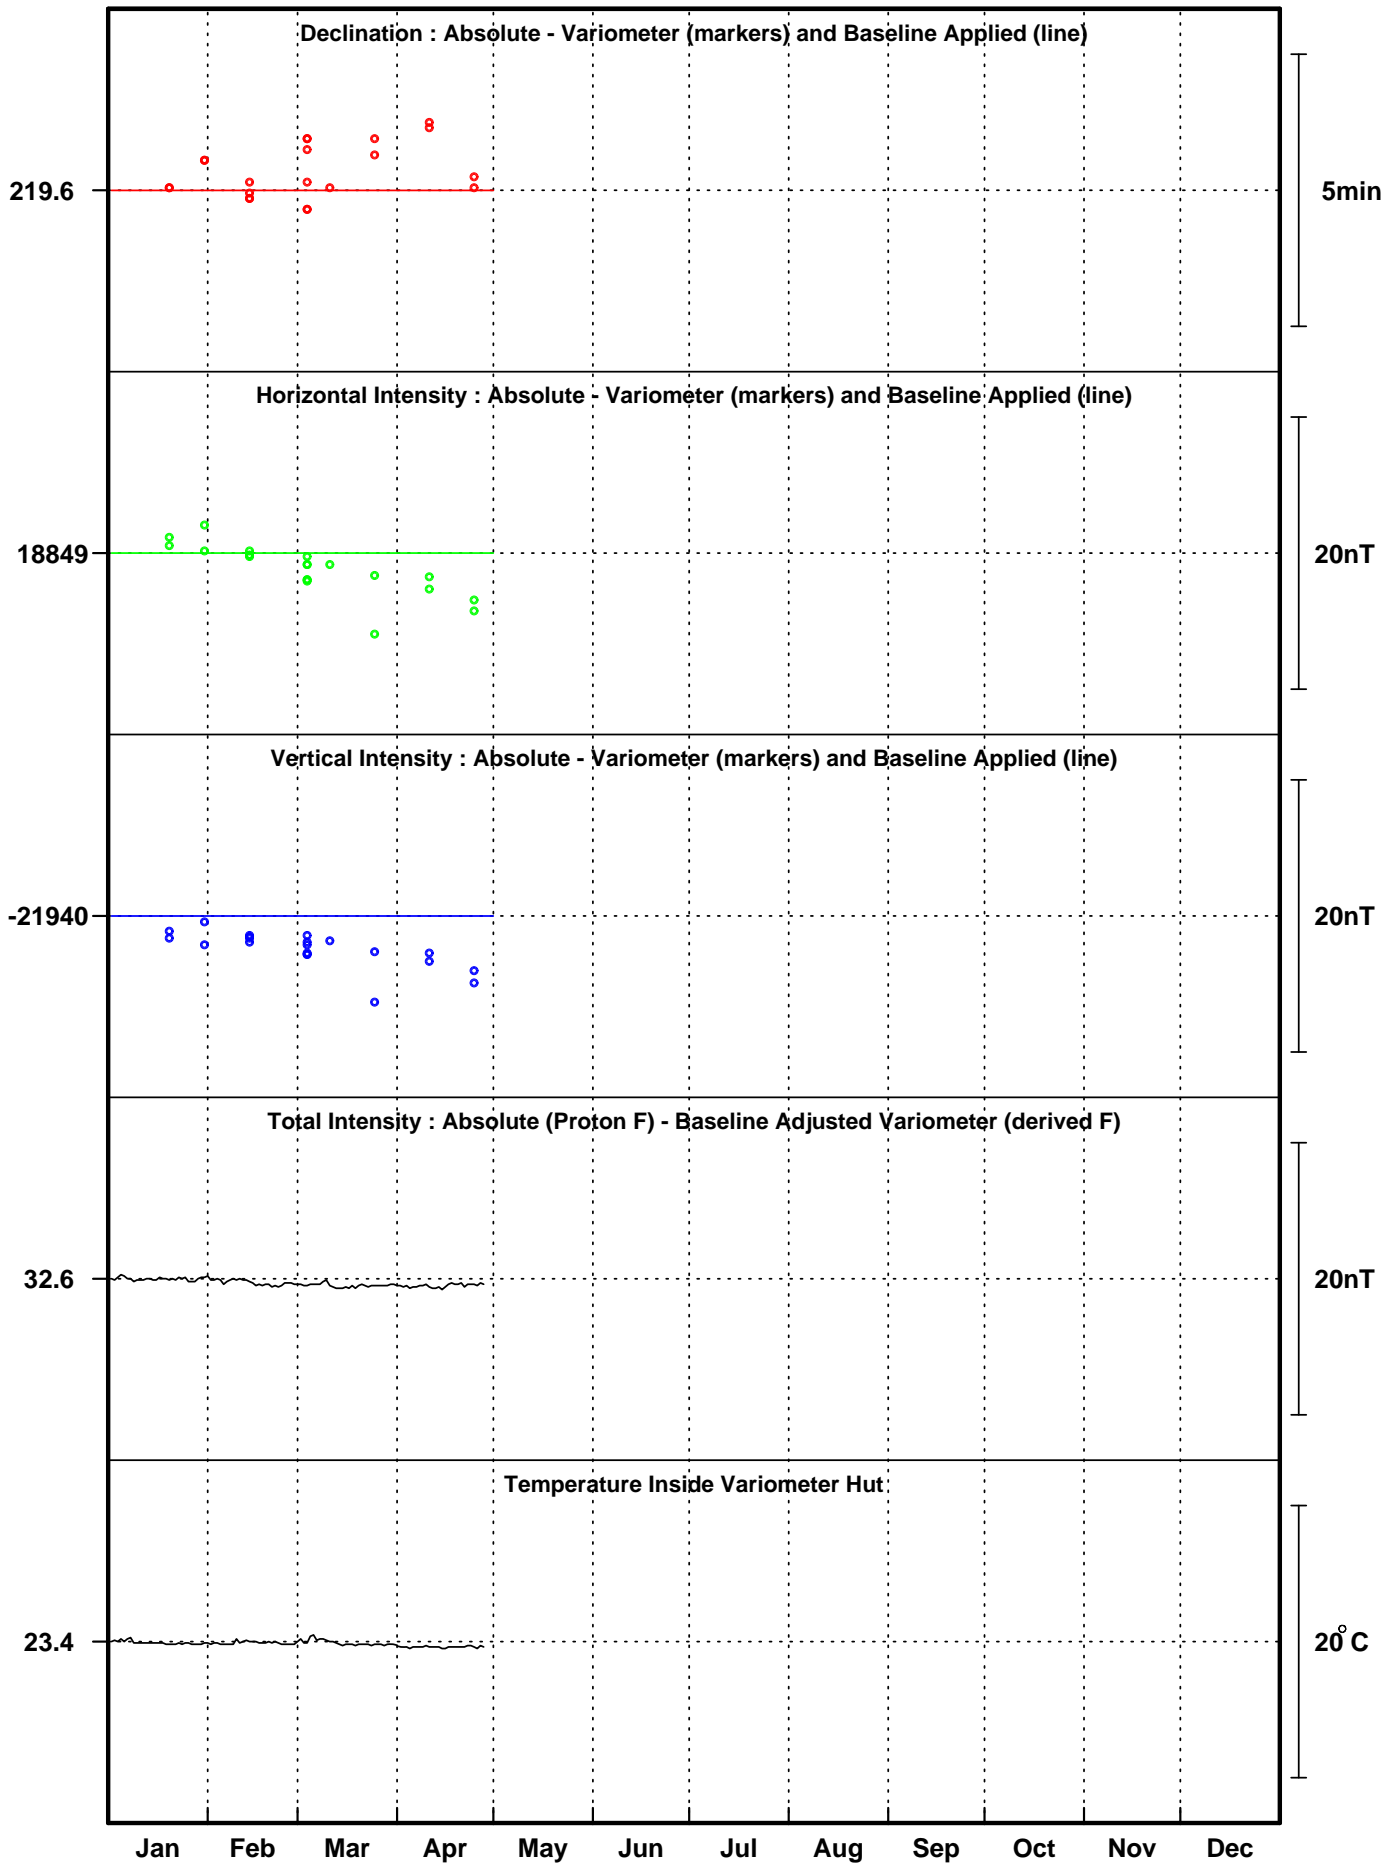 Declination : Absolute - Variometer (markers) and Baseline Applied (line)
219.6
5min
Horizontal Intensity : Absolute - Variometer (markers) and Baseline Applied (line)
18849
20nT
Vertical Intensity : Absolute - Variometer (markers) and Baseline Applied (line)
-21940
20nT
Total Intensity : Absolute (Proton F) - Baseline Adjusted Variometer (derived F)
32.6
20nT
Temperature Inside Variometer Hut
23.4
20°C
Jan Feb Mar Apr May Jun Jul Aug Sep Oct Nov Dec